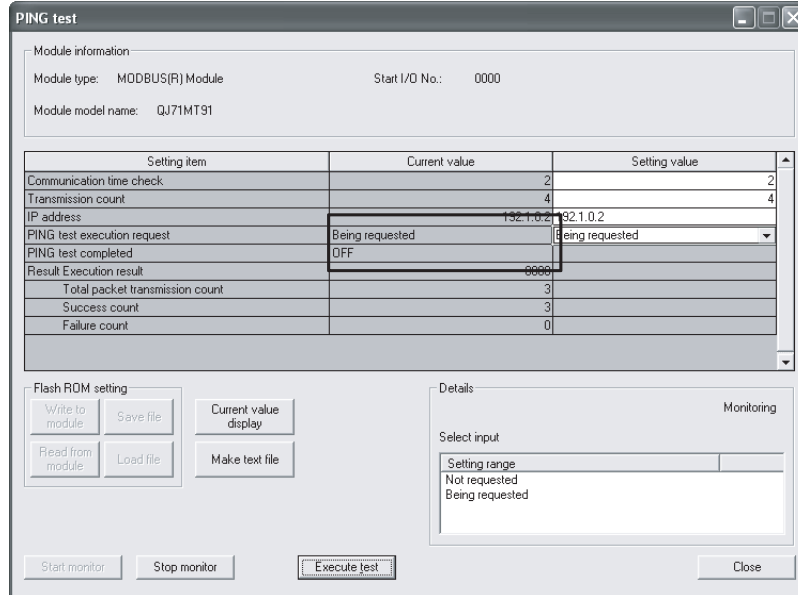 PING test
Module information
Module type: MODBUS(R) Module Start I/O No.: 0000
Module model name: QJ71MT91
Setting item Current value Setting value
Communication time check 2 2
Transmission count 4 4
IP address 192.1.0.2 192.1.0.2
PING test execution request Being requested Being requested
PING test completed OFF
Result Execution result 0000
Total packet transmission count 3
Success count 3
Failure count 0
Flash ROM setting
Write to module
Save file
Current value display
Read from module
Load file
Make text file
Details
Monitoring
Select input
Setting range
Not requested
Being requested
Start monitor Stop monitor Execute test Close